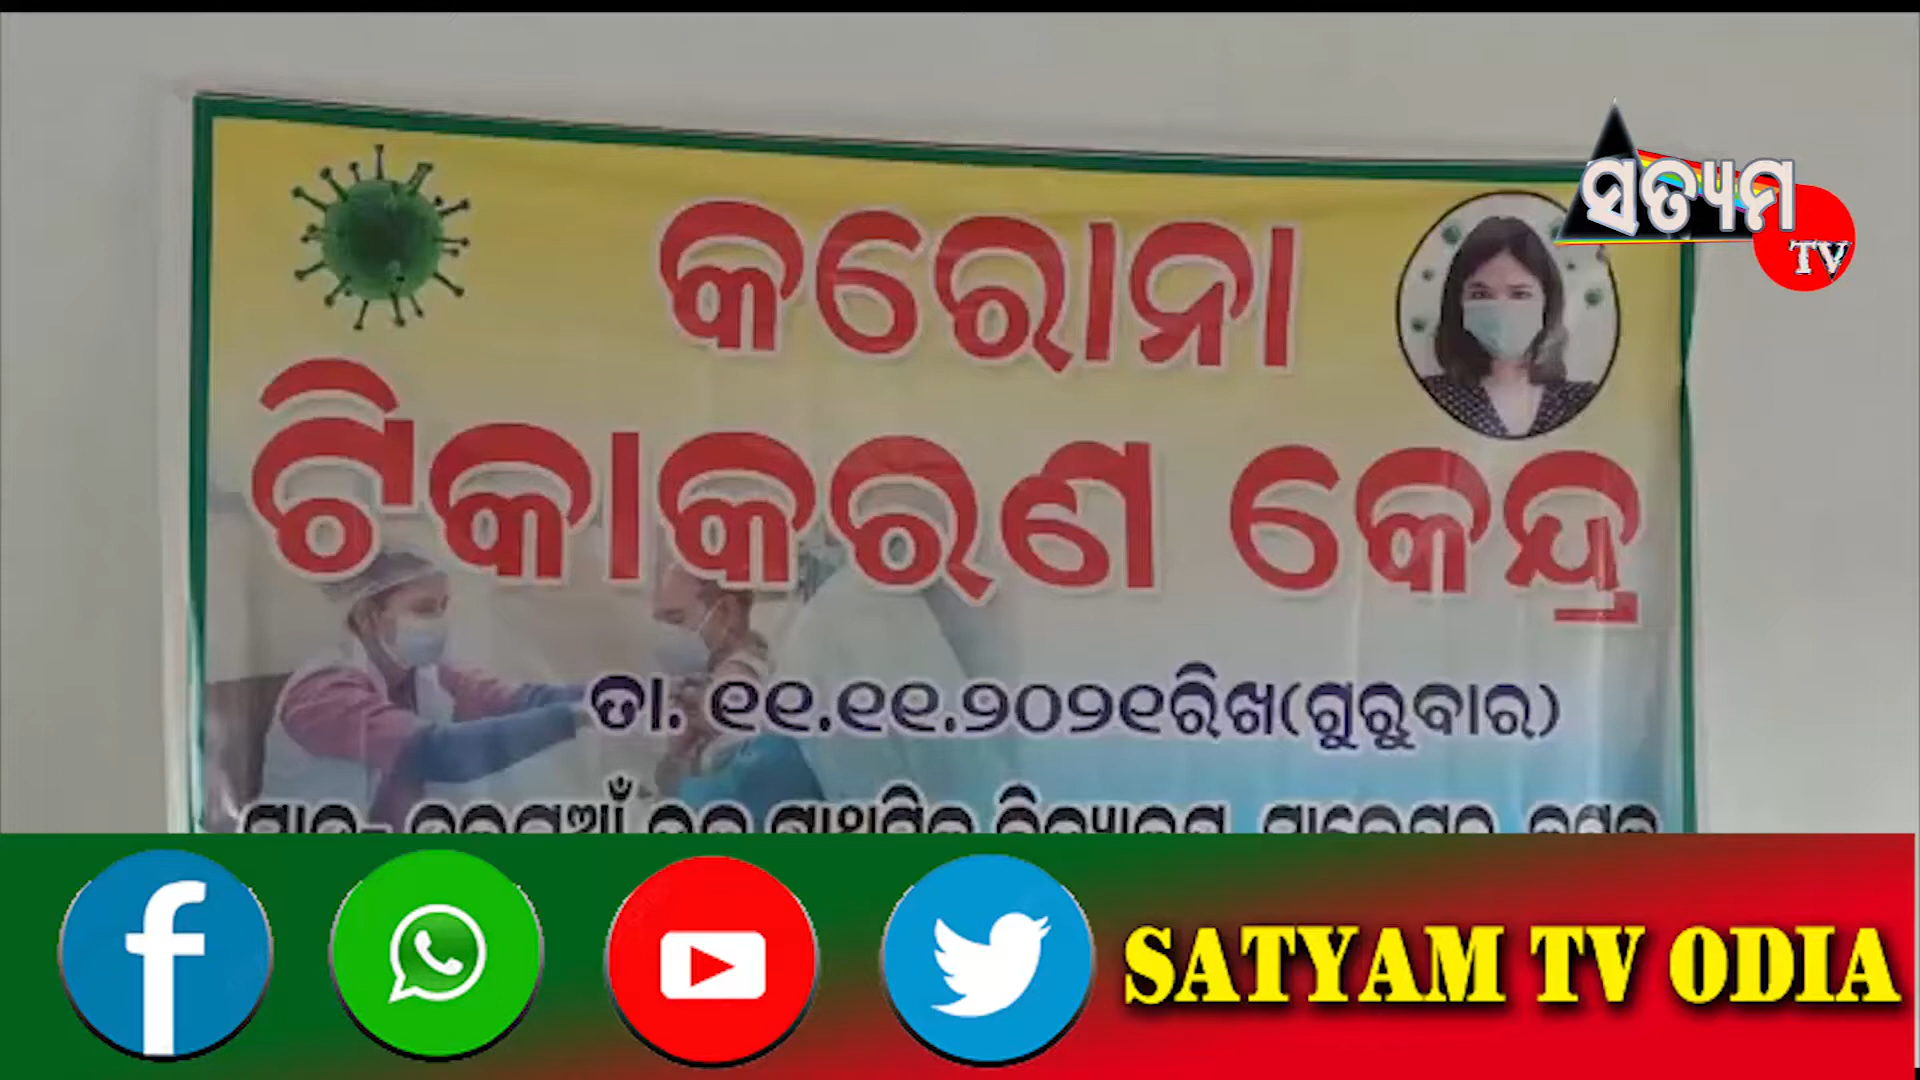 ସତ୍ୟମ
TV
କରୋନା
ଟିକାକରଣ କେନ୍ଦ୍ର
ତା. ୧୧.୧୧.୨୦୨୧ରିଖ(ଗୁରୁବାର)
SATYAM TV ODIA